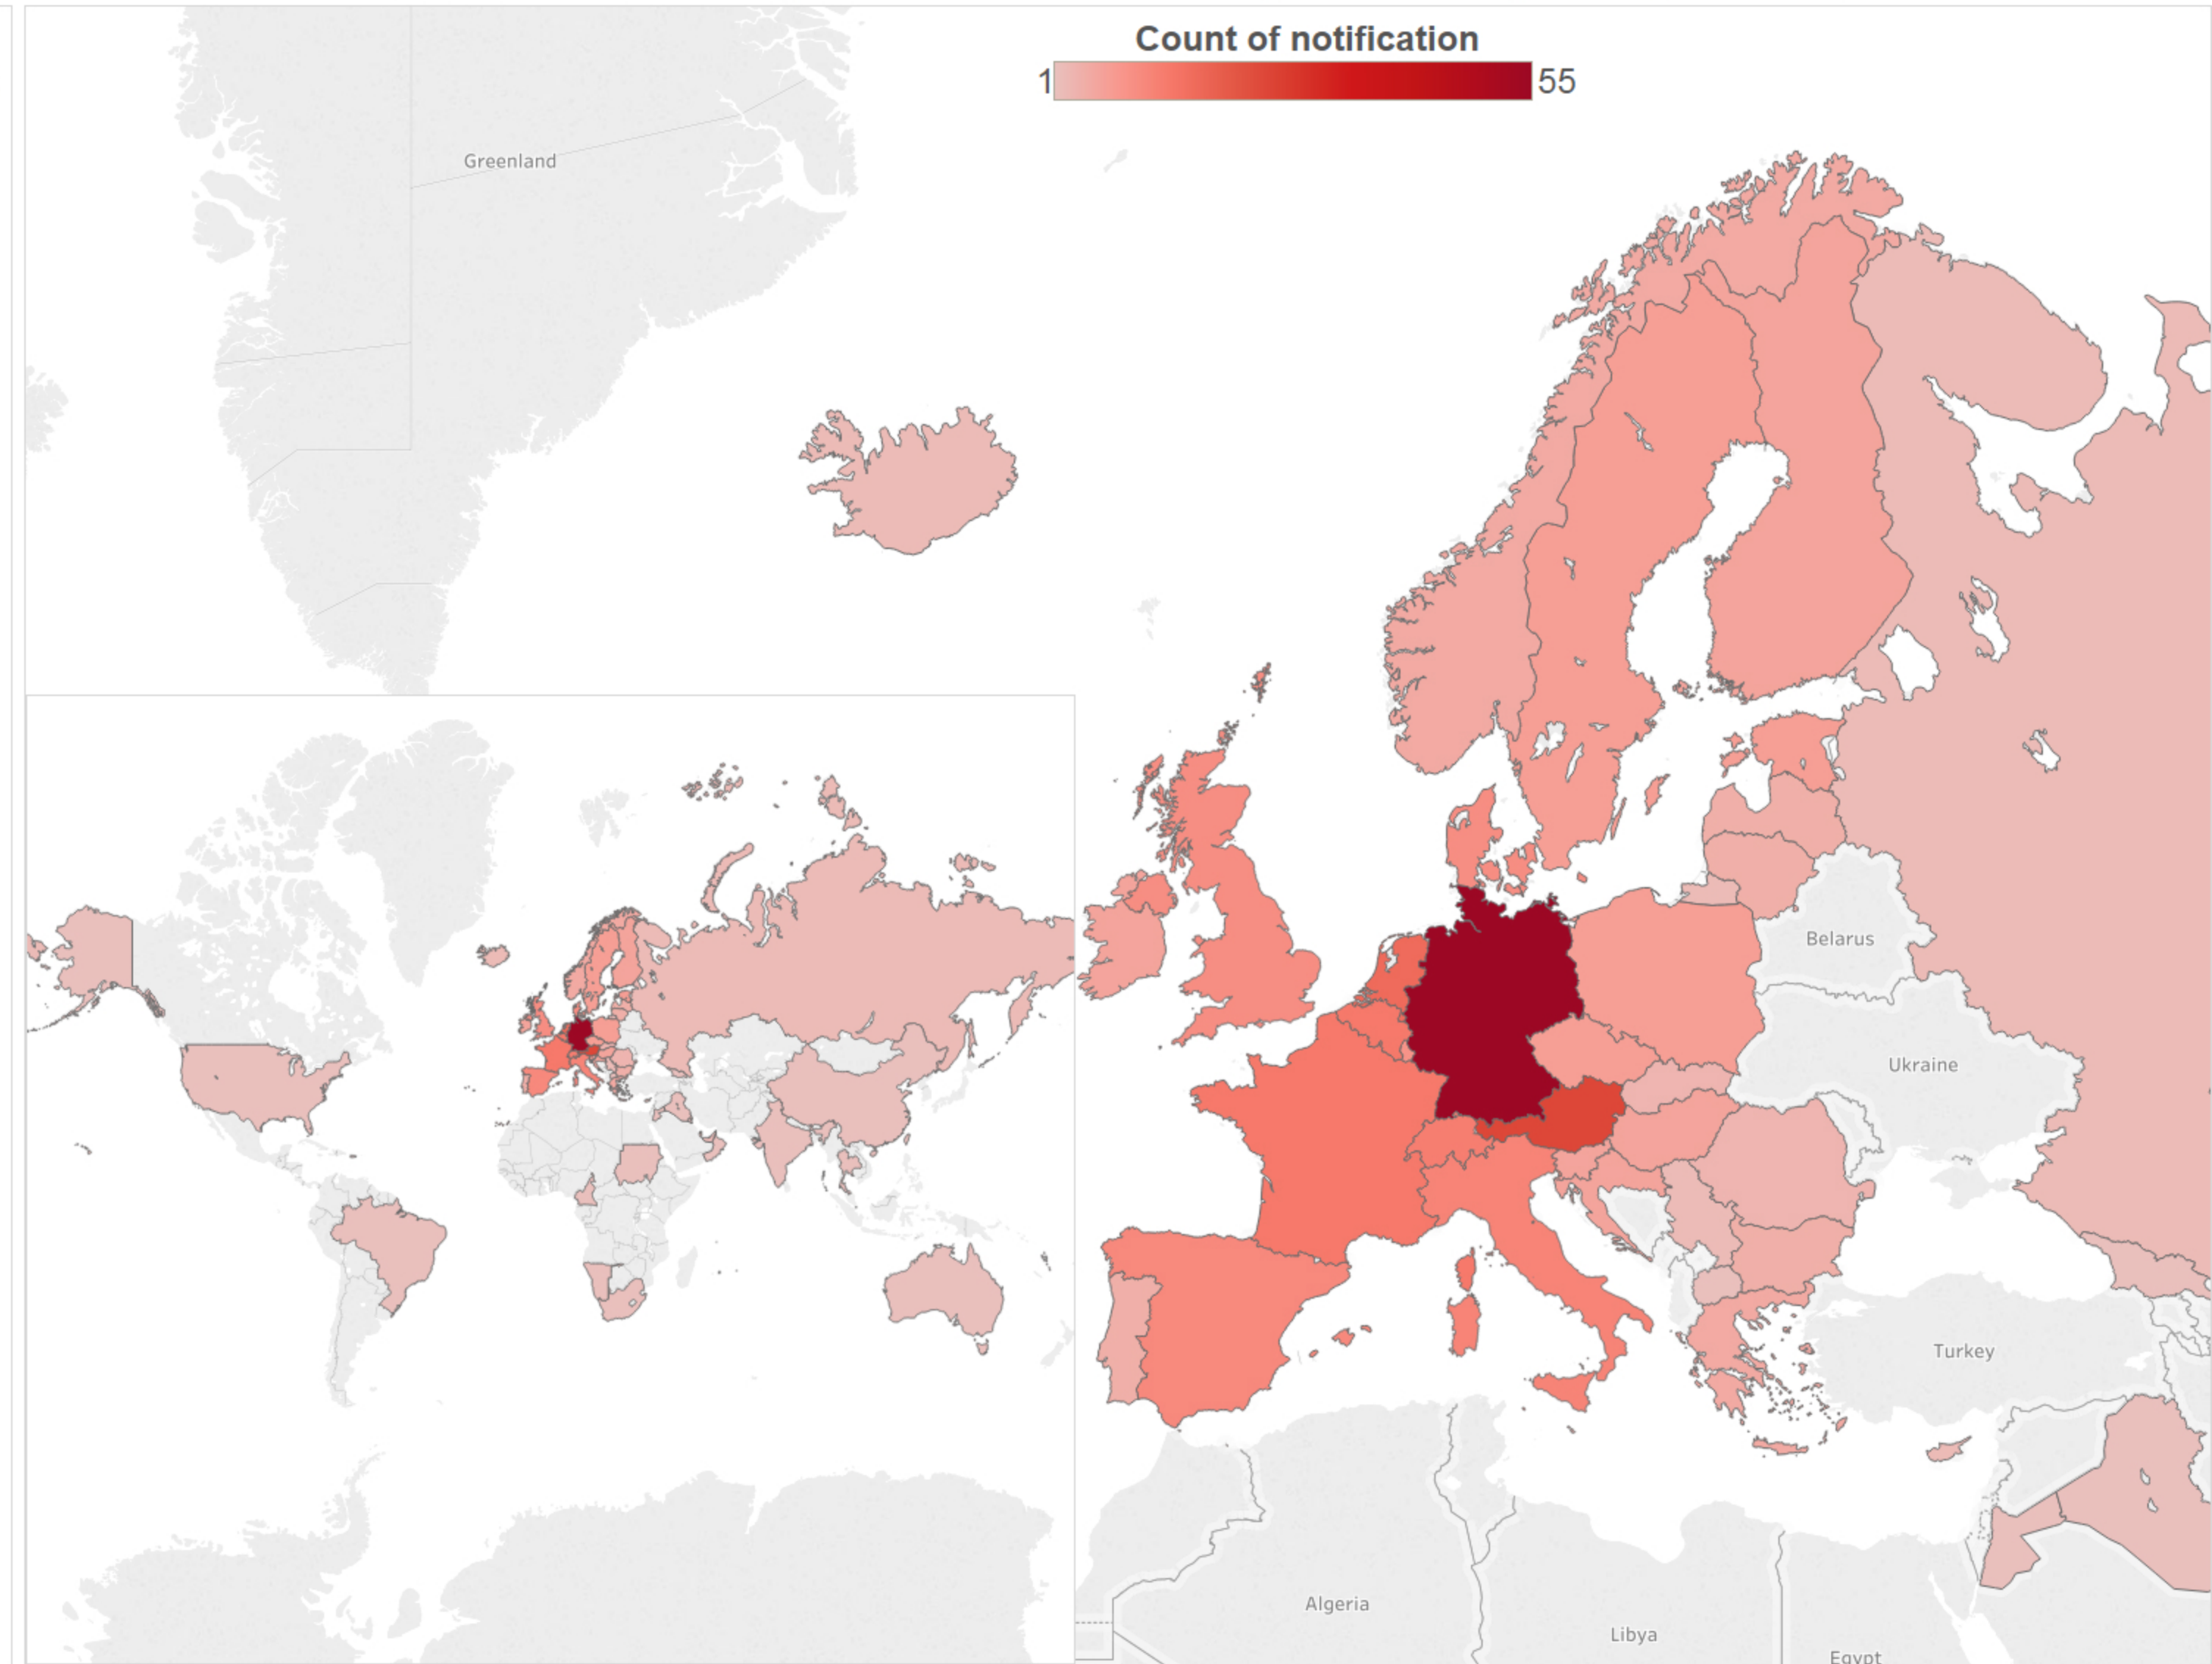 Count of notification
1 55
Greenland
Belarus
Ukraine
Turkey
Algeria
Libya
Egypt